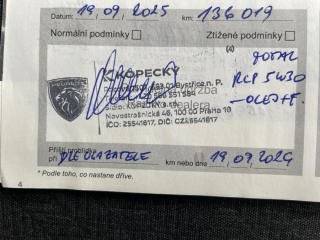 Datum: 19.09.2025 km: 136 019
Normální podmínky Ztížené podmínky
(4)
TOTAL
RCP 5W30
-OLEJ+F.
PEUGEOT
KOPECKÝ
Novostrašnická 46, 100 00 Praha 10
IČO: 25541617, DIČ: CZ25541617
Příští prohlídka
při DLE UKAZATELE km nebo dne 19.09.2026
* Podle toho, co nastane dříve.
4